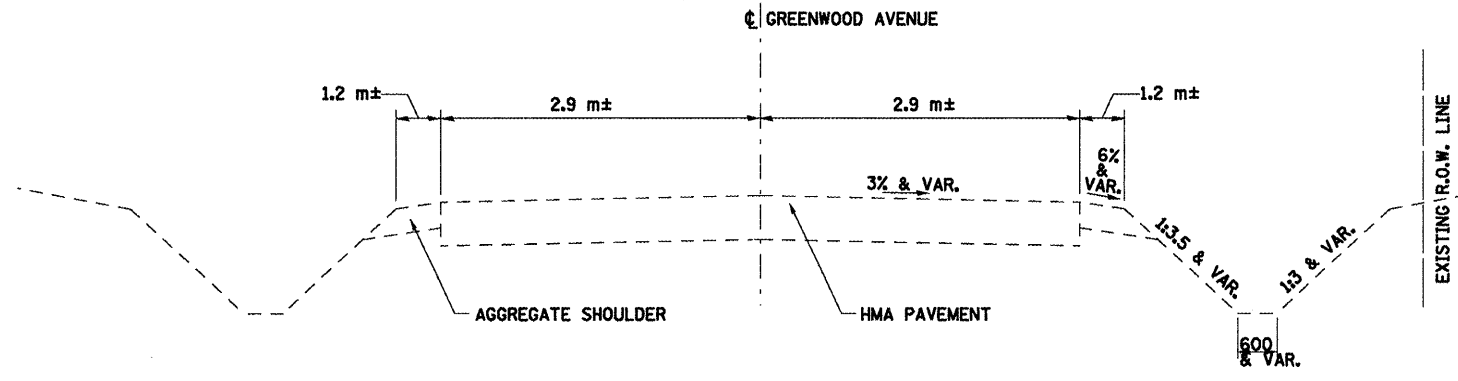 ℄ GREENWOOD AVENUE
1.2 m±
2.9 m±
2.9 m±
1.2 m±
3% & VAR.
6%
&
VAR.
1:3.5 & VAR.
1:3 & VAR.
EXISTING R.O.W. LINE
AGGREGATE SHOULDER
HMA PAVEMENT
600
& VAR.